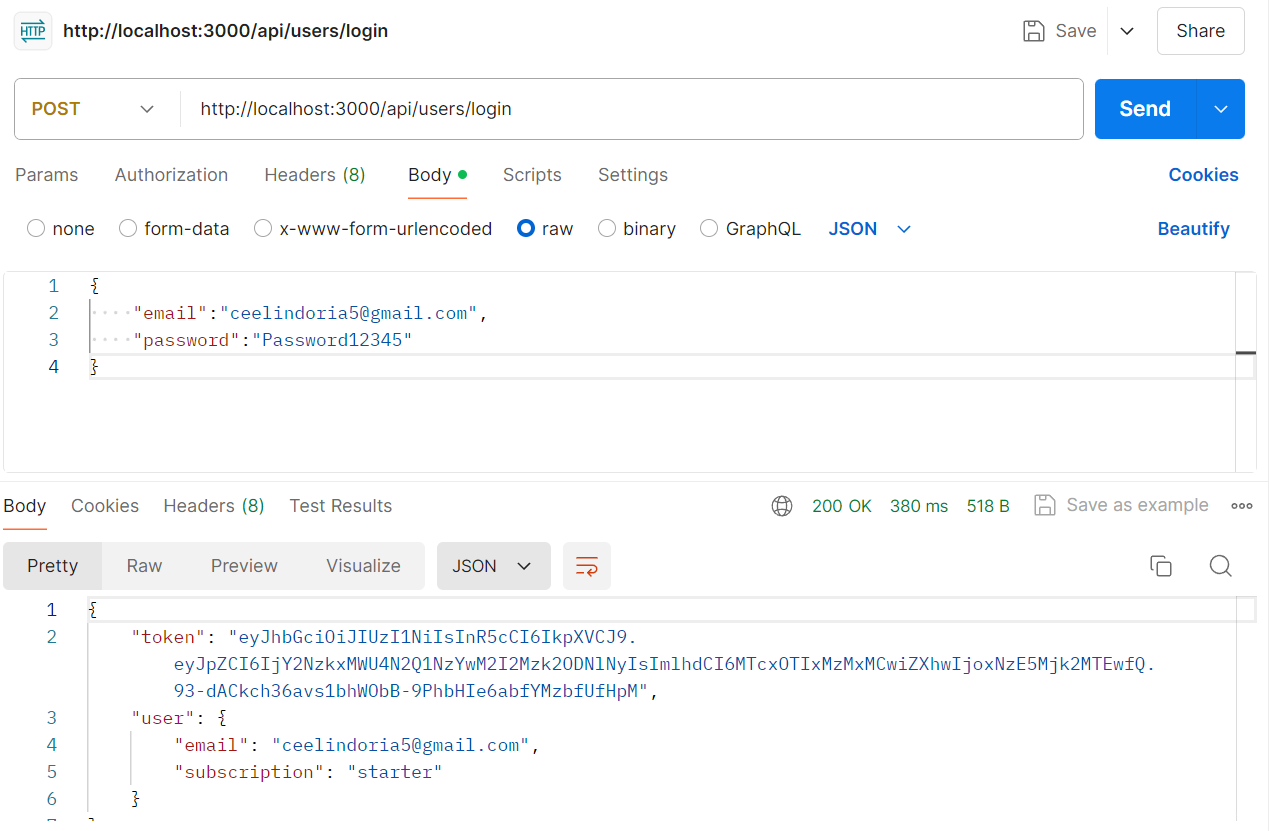 HTTP http://localhost:3000/api/users/login Save Share
POST http://localhost:3000/api/users/login Send
Params Authorization Headers (8) Body Scripts Settings Cookies
none form-data x-www-form-urlencoded raw binary GraphQL JSON Beautify
1 {
2 "email":"ceelindoria5@gmail.com",
3 "password":"Password12345"
4 }
Body Cookies Headers (8) Test Results 200 OK 380 ms 518 B Save as example
Pretty Raw Preview Visualize JSON
1 {
2 "token": "eyJhbGciOiJIUzI1NiIsInR5cCI6IkpXVCJ9.
eyJpZCI6IjY2NzkxMWU4N2Q1NzYwM2I2Mzk2ODNlNyIsImlhdCI6MTcxOTIxMzMxMCwiZXhwIjoxNzE5Mjk2MTEwfQ.
93-dACkch36avs1bhWObB-9PhbHIe6abfYMzbfUfHpM",
3 "user": {
4 "email": "ceelindoria5@gmail.com",
5 "subscription": "starter"
6 }